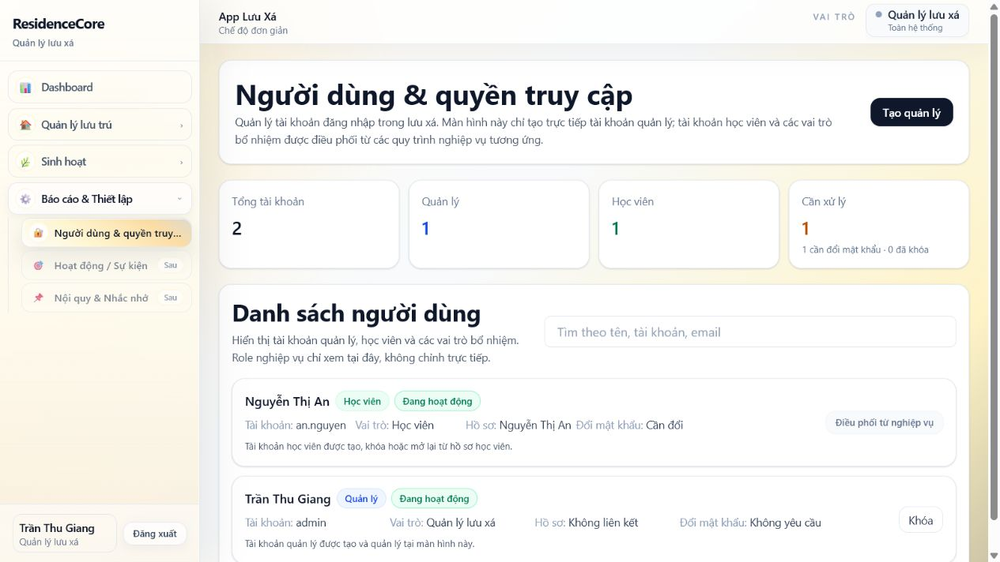 ResidenceCore
Quản lý lưu xá
Dashboard
Quản lý lưu trú
Sinh hoạt
Báo cáo & Thiết lập
Người dùng & quyền truy...
Hoạt động / Sự kiện Sau
Nội quy & Nhắc nhở Sau
Trần Thu Giang
Quản lý lưu xá
Đăng xuất
App Lưu Xá
Chế độ đơn giản
VAI TRÒ
Quản lý lưu xá
Toàn hệ thống
Người dùng & quyền truy cập
Quản lý tài khoản đăng nhập trong lưu xá. Màn hình này chỉ tạo trực tiếp tài khoản quản lý; tài khoản học viên và các vai trò
bổ nhiệm được điều phối từ các quy trình nghiệp vụ tương ứng.
Tạo quản lý
Tổng tài khoản
2
Quản lý
1
Học viên
1
Cần xử lý
1
1 cần đổi mật khẩu · 0 đã khóa
Danh sách người dùng
Hiển thị tài khoản quản lý, học viên và các vai trò bổ nhiệm.
Role nghiệp vụ chỉ xem tại đây, không chỉnh trực tiếp.
Tìm theo tên, tài khoản, email
Nguyễn Thị An Học viên Đang hoạt động
Tài khoản: an.nguyen Vai trò: Học viên Hồ sơ: Nguyễn Thị An Đổi mật khẩu: Cần đổi
Tài khoản học viên được tạo, khóa hoặc mở lại từ hồ sơ học viên.
Điều phối từ nghiệp vụ
Trần Thu Giang Quản lý Đang hoạt động
Tài khoản: admin Vai trò: Quản lý lưu xá Hồ sơ: Không liên kết Đổi mật khẩu: Không yêu cầu
Tài khoản quản lý được tạo và quản lý tại màn hình này.
Khóa